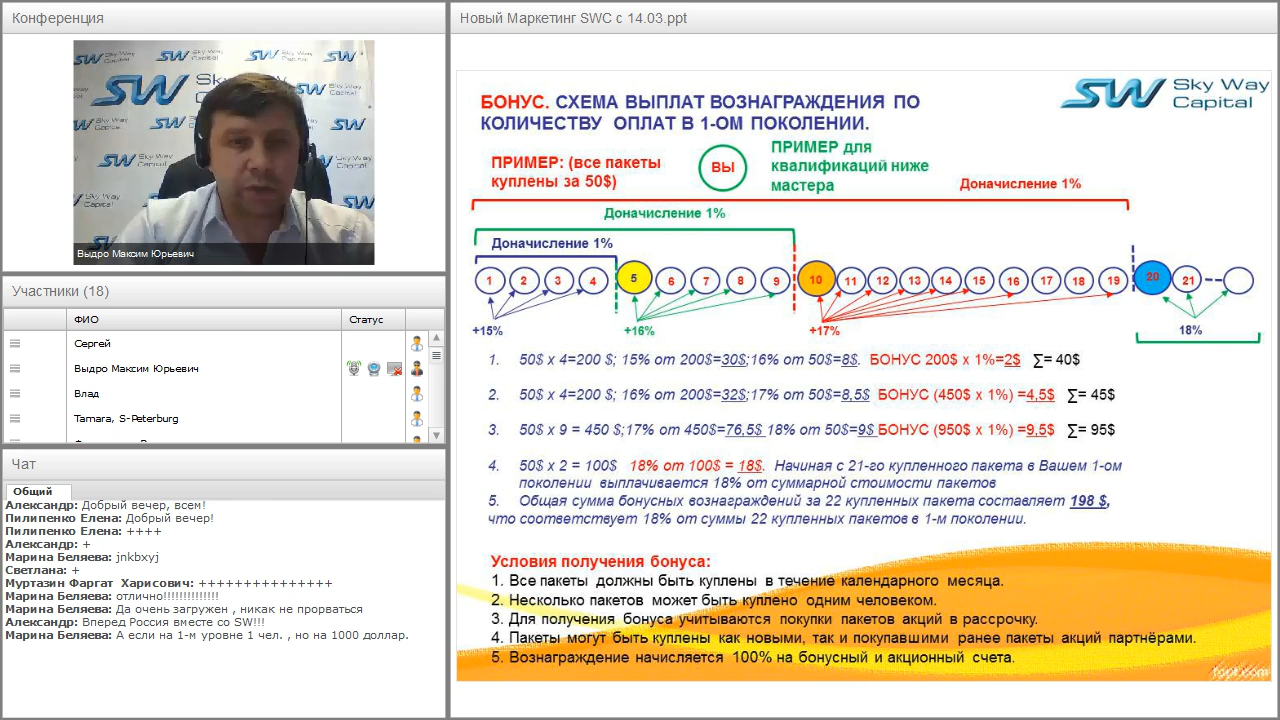 Конференция
SW Sky Way Capital
Выдро Максим Юрьевич
Участники (18)
ФИО
Статус
Сергей
Выдро Максим Юрьевич
Влад
Tamara, S-Peterburg
Чат
Общий
Александр: Добрый вечер, всем!
Пилипенко Елена: Добрый вечер!
Пилипенко Елена: ++++
Александр: +
Марина Беляева: jnkbxyj
Светлана: +
Муртазин Фаргат Харисович: +++++++++++++++
Марина Беляева: отлично!!!!!!!!!!!!!!
Марина Беляева: Да очень загружен , никак не прорваться
Александр: Вперед Россия вместе со SW!!!
Марина Беляева: А если на 1-м уровне 1 чел. , но на 1000 доллар.
Новый Маркетинг SWC с 14.03.ppt
SW Sky Way
Capital
БОНУС. СХЕМА ВЫПЛАТ ВОЗНАГРАЖДЕНИЯ ПО
КОЛИЧЕСТВУ ОПЛАТ В 1-ОМ ПОКОЛЕНИИ.
ПРИМЕР: (все пакеты
куплены за 50$)
ВЫ
ПРИМЕР для
квалификаций ниже
мастера
Доначисление 1%
Доначисление 1%
Доначисление 1%
1 2 3 4 5 6 7 8 9 10 11 12 13 14 15 16 17 18 19 20 21
+15% +16% +17% 18%
1. 50$ x 4=200 $; 15% от 200$=30$;16% от 50$=8$. БОНУС 200$ x 1%=2$ ∑= 40$
2. 50$ x 4=200 $; 16% от 200$=32$;17% от 50$=8,5$ БОНУС (450$ x 1%) =4,5$ ∑= 45$
3. 50$ x 9 = 450 $;17% от 450$=76,5$ 18% от 50$=9$ БОНУС (950$ x 1%) =9,5$ ∑= 95$
4. 50$ x 2 = 100$ 18% от 100$ = 18$. Начиная с 21-го купленного пакета в Вашем 1-ом
поколении выплачивается 18% от суммарной стоимости пакетов
5. Общая сумма бонусных вознаграждений за 22 купленных пакета составляет 198 $,
что соответствует 18% от суммы 22 купленных пакетов в 1-м поколении.
Условия получения бонуса:
1. Все пакеты должны быть куплены в течение календарного месяца.
2. Несколько пакетов может быть куплено одним человеком.
3. Для получения бонуса учитываются покупки пакетов акций в рассрочку.
4. Пакеты могут быть куплены как новыми, так и покупавшими ранее пакеты акций партнёрами.
5. Вознаграждение начисляется 100% на бонусный и акционный счета.
fppt.com